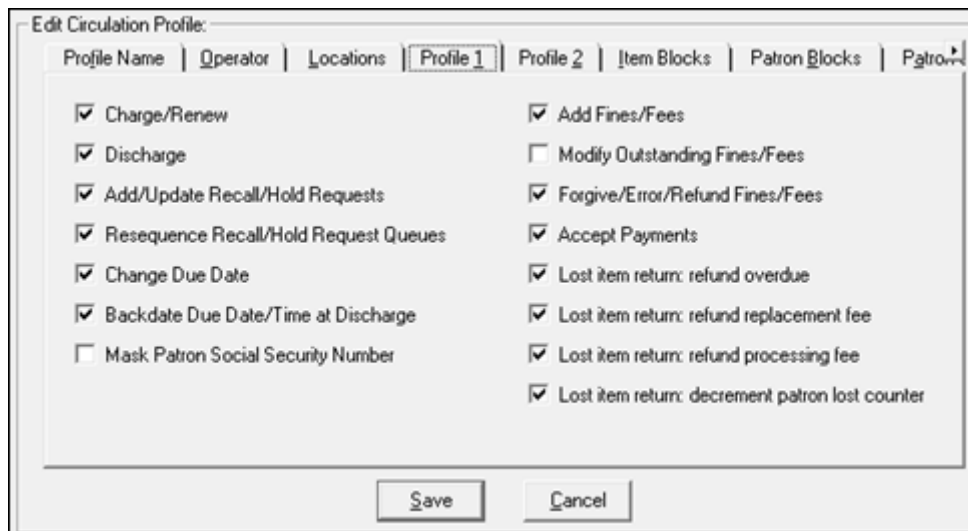 Edit Circulation Profile:
Profile Name Operator Locations Profile 1 Profile 2 Item Blocks Patron Blocks
Charge/Renew
Discharge
Add/Update Recall/Hold Requests
Resequence Recall/Hold Request Queues
Change Due Date
Backdate Due Date/Time at Discharge
Mask Patron Social Security Number
Add Fines/Fees
Modify Outstanding Fines/Fees
Forgive/Error/Refund Fines/Fees
Accept Payments
Lost item return: refund overdue
Lost item return: refund replacement fee
Lost item return: refund processing fee
Lost item return: decrement patron lost counter
Save Cancel